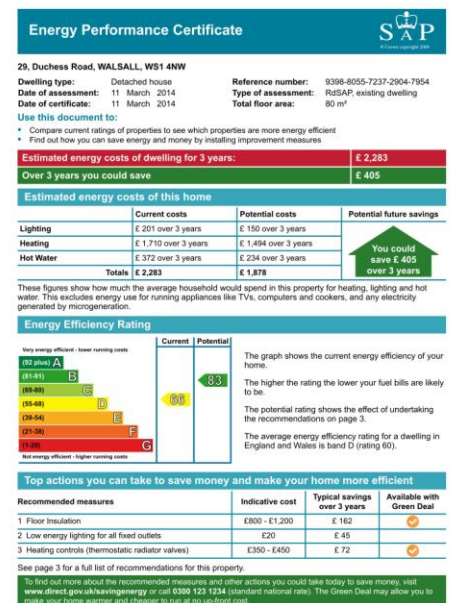 Energy Performance Certificate
SAP
© Crown copyright 2009
29, Duchess Road, WALSALL, WS1 4NW
Dwelling type: Detached house Reference number: 9398-8055-7237-2904-7954
Date of assessment: 11 March 2014 Type of assessment: RdSAP, existing dwelling
Date of certificate: 11 March 2014 Total floor area: 80 m²
Use this document to:
• Compare current ratings of properties to see which properties are more energy efficient
• Find out how you can save energy and money by installing improvement measures
Estimated energy costs of dwelling for 3 years: £ 2,283
Over 3 years you could save £ 405
Estimated energy costs of this home
Current costs Potential costs Potential future savings
Lighting £ 201 over 3 years £ 150 over 3 years
Heating £ 1,710 over 3 years £ 1,494 over 3 years
Hot Water £ 372 over 3 years £ 234 over 3 years
Totals £ 2,283 £ 1,878
You could
save £ 405
over 3 years
These figures show how much the average household would spend in this property for heating, lighting and hot
water. This excludes energy use for running appliances like TVs, computers and cookers, and any electricity
generated by microgeneration.
Energy Efficiency Rating
Current Potential
Very energy efficient - lower running costs
(92 plus) A
(81-91) B
(69-80) C
(55-68) D
(39-54) E
(21-38) F
(1-20) G
Not energy efficient - higher running costs
66
83
The graph shows the current energy efficiency of your
home.
The higher the rating the lower your fuel bills are likely
to be.
The potential rating shows the effect of undertaking
the recommendations on page 3.
The average energy efficiency rating for a dwelling in
England and Wales is band D (rating 60).
Top actions you can take to save money and make your home more efficient
Recommended measures Indicative cost Typical savings over 3 years Available with Green Deal
1 Floor Insulation £800 - £1,200 £ 162
2 Low energy lighting for all fixed outlets £20 £ 45
3 Heating controls (thermostatic radiator valves) £350 - £450 £ 72
See page 3 for a full list of recommendations for this property.
To find out more about the recommended measures and other actions you could take today to save money, visit
www.direct.gov.uk/savingenergy or call 0300 123 1234 (standard national rate). The Green Deal may allow you to
make your home warmer and cheaper to run at no up-front cost.